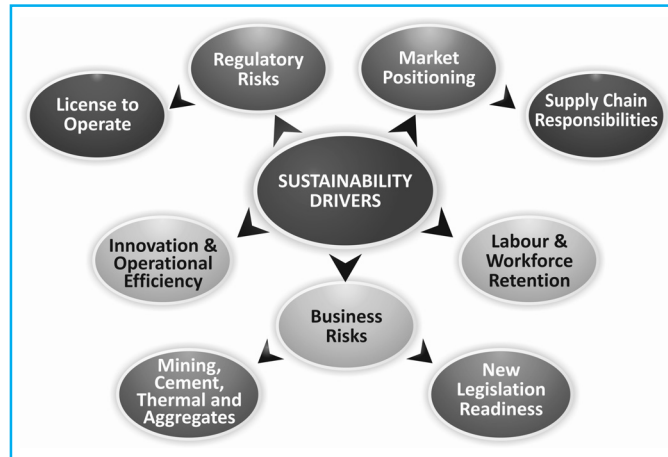 Regulatory
Risks
Market
Positioning
License to
Operate
Supply Chain
Responsibilities
SUSTAINABILITY
DRIVERS
Innovation &
Operational
Efficiency
Labour &
Workforce
Retention
Business
Risks
Mining,
Cement,
Thermal and
Aggregates
New
Legislation
Readiness